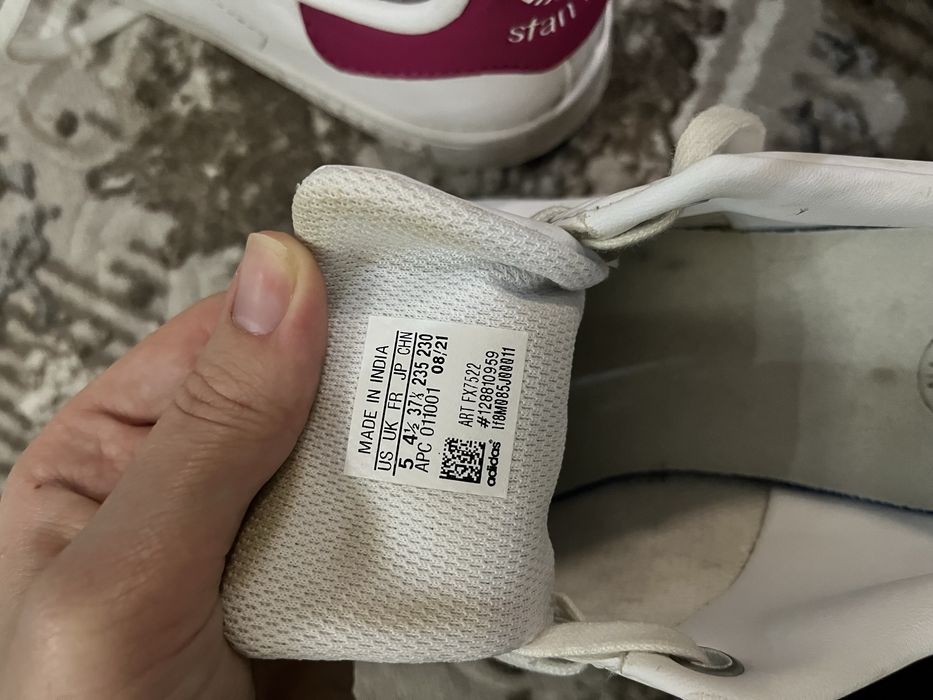 stan
MADE IN INDIA
US UK FR JP CHN
5 4½ 37⅓ 235 230
APC 011001 08/21
ART FX7522
#128810959
adidas